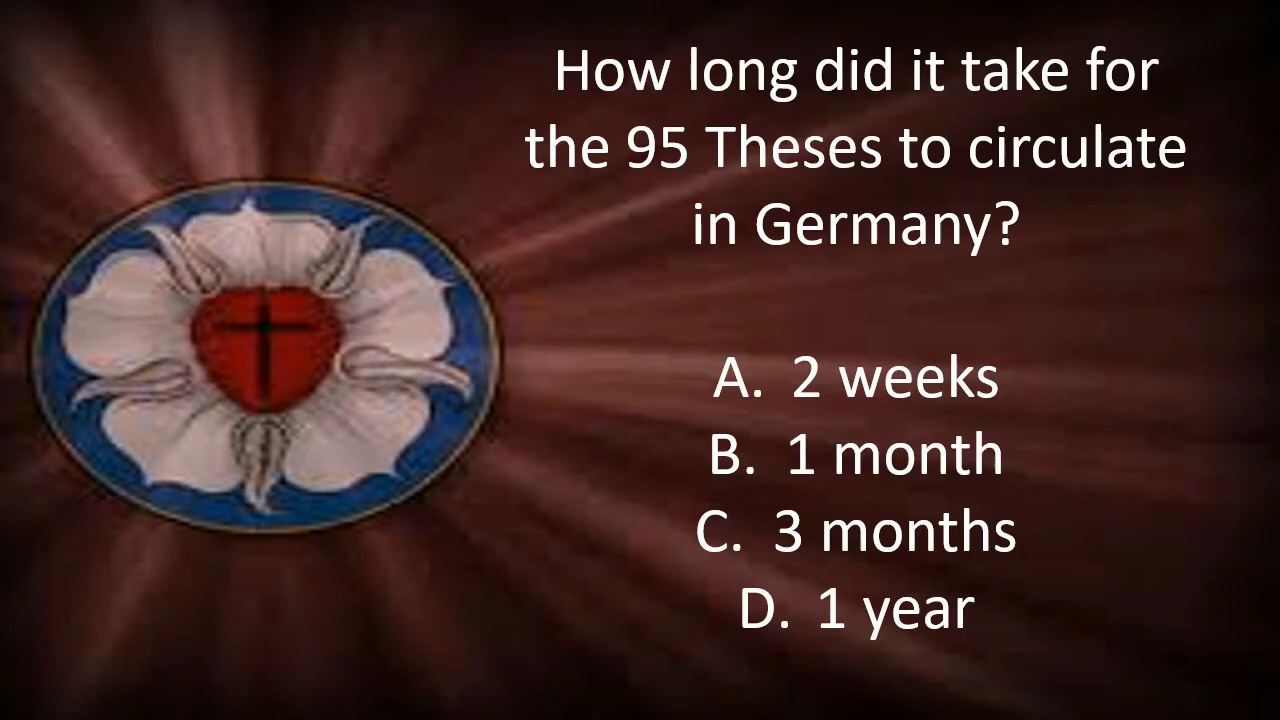 How long did it take for
the 95 Theses to circulate
in Germany?
A. 2 weeks
B. 1 month
C. 3 months
D. 1 year